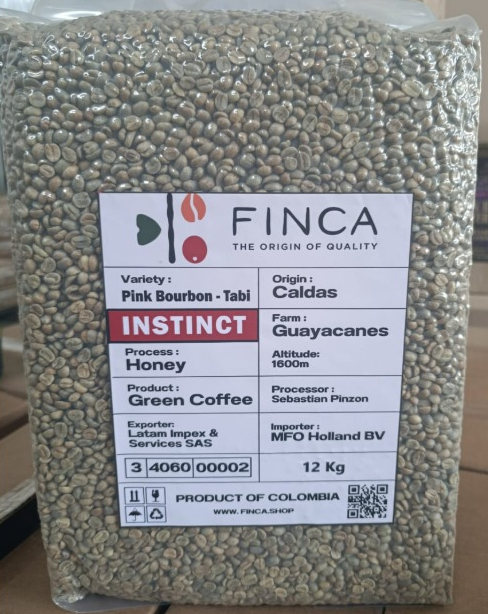 FINCA
THE ORIGIN OF QUALITY
Variety :
Pink Bourbon - Tabi
Origin :
Caldas
INSTINCT
Farm :
Guayacanes
Process :
Honey
Altitude:
1600m
Product :
Green Coffee
Processor :
Sebastian Pinzon
Exporter:
Latam Impex &
Services SAS
Importer :
MFO Holland BV
3 4060 00002
12 Kg
PRODUCT OF COLOMBIA
WWW. FINCA.SHOP